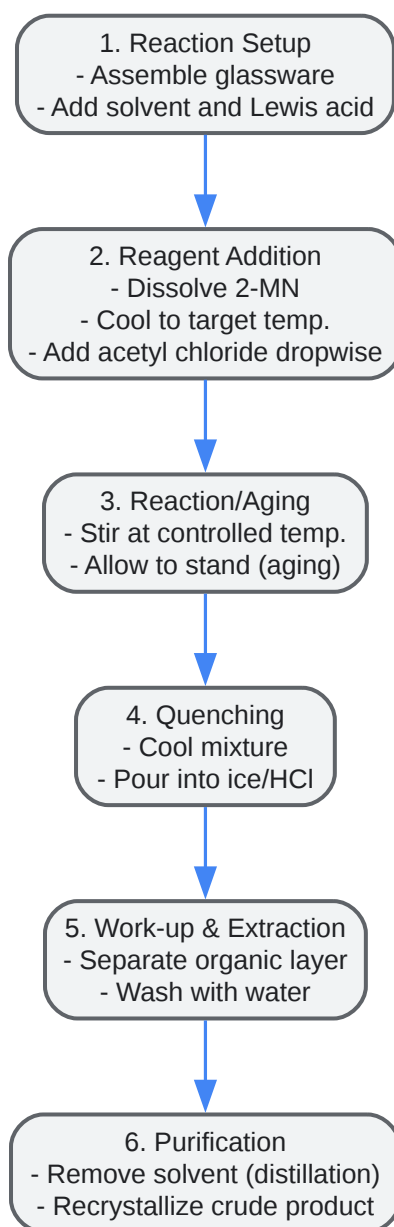 1. Reaction Setup
- Assemble glassware
- Add solvent and Lewis acid
2. Reagent Addition
- Dissolve 2-MN
- Cool to target temp.
- Add acetyl chloride dropwise
3. Reaction/Aging
- Stir at controlled temp.
- Allow to stand (aging)
4. Quenching
- Cool mixture
- Pour into ice/HCl
5. Work-up & Extraction
- Separate organic layer
- Wash with water
6. Purification
- Remove solvent (distillation)
- Recrystallize crude product